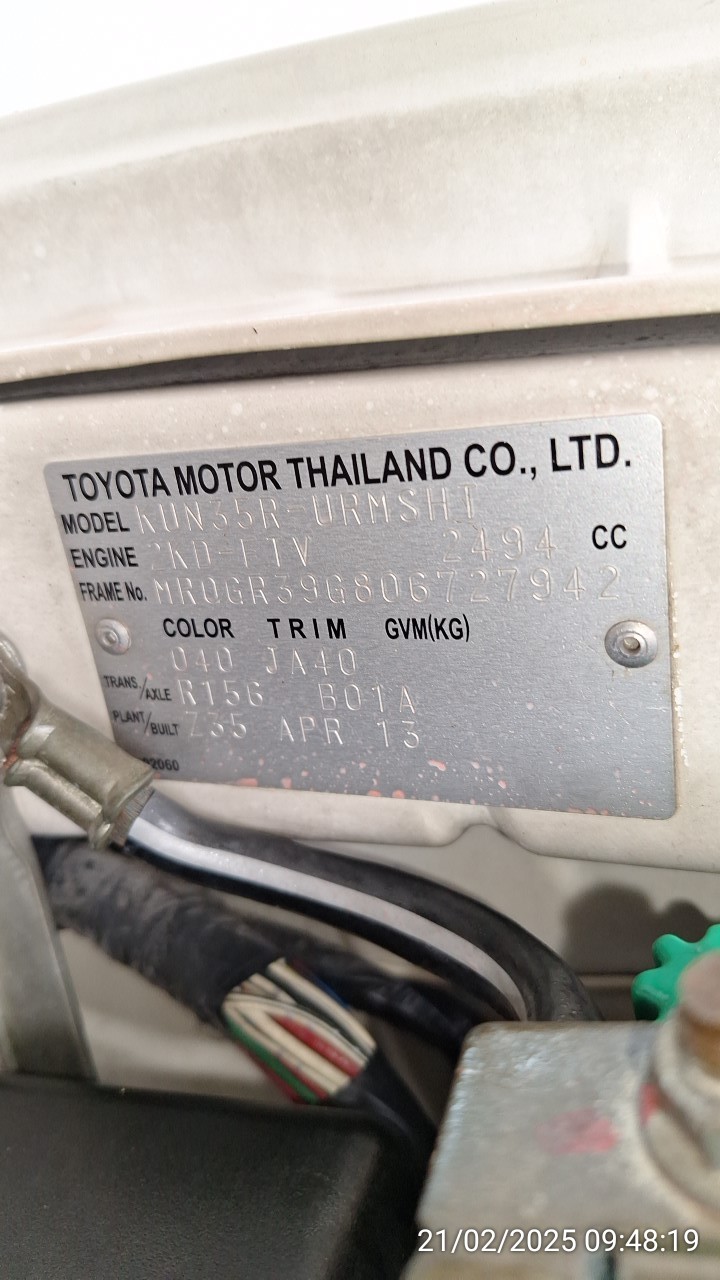 TOYOTA MOTOR THAILAND CO., LTD.
MODEL KUN35R-URMSHT
ENGINE 2KD-FTV 2494 CC
FRAME No. MR0GR39G806727942
COLOR TRIM GVM(KG)
040 JA40
TRANS./AXLE R156 B01A
PLANT/BUILT Z35 APR 13
21/02/2025 09:48:19